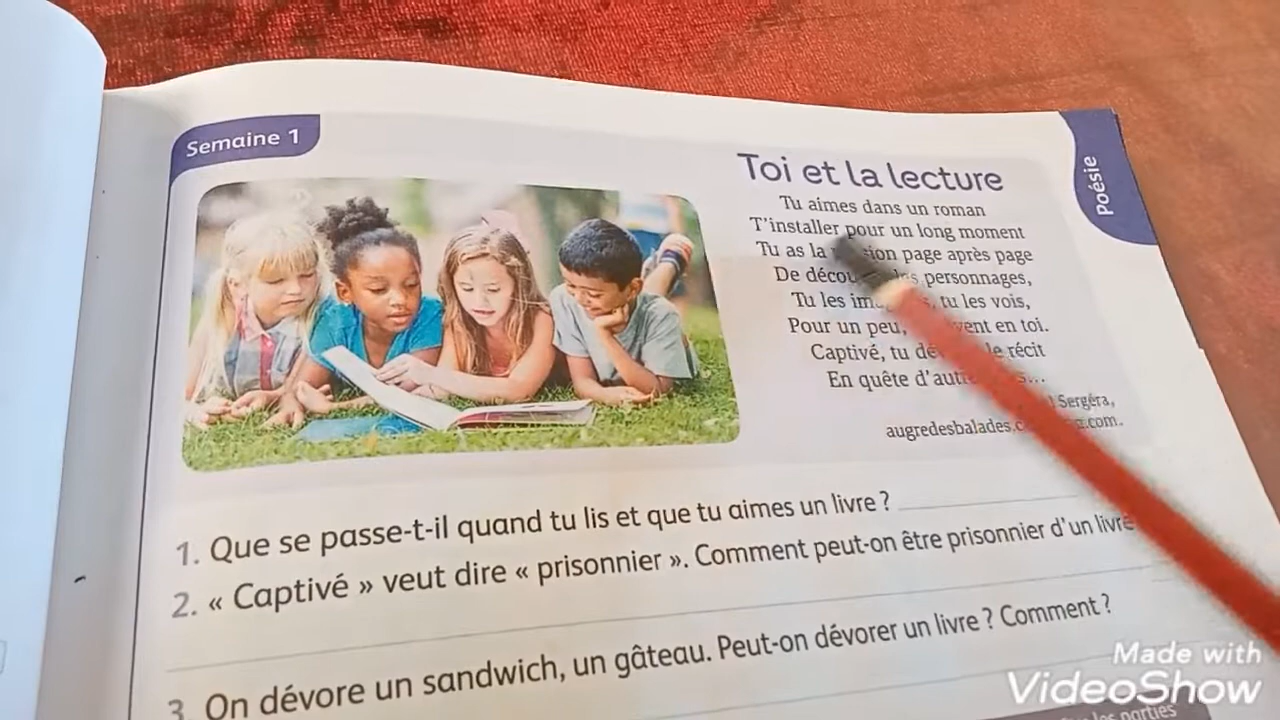 Semaine 1
Poésie
Toi et la lecture
Tu aimes dans un roman
T'installer pour un long moment
Tu as la page après page
De les personnages,
Tu les tu les vois,
Pour un peu, en toi.
Captivé, tu le récit
En quête
Sergéra,
1. Que se passe-t-il quand tu lis et que tu aimes un livre ?
2. « Captivé » veut dire « prisonnier ». Comment peut-on être prisonnier d'un livre
3. On dévore un sandwich, un gâteau. Peut-on dévorer un livre ? Comment ?
les parties
Made with
VideoShow